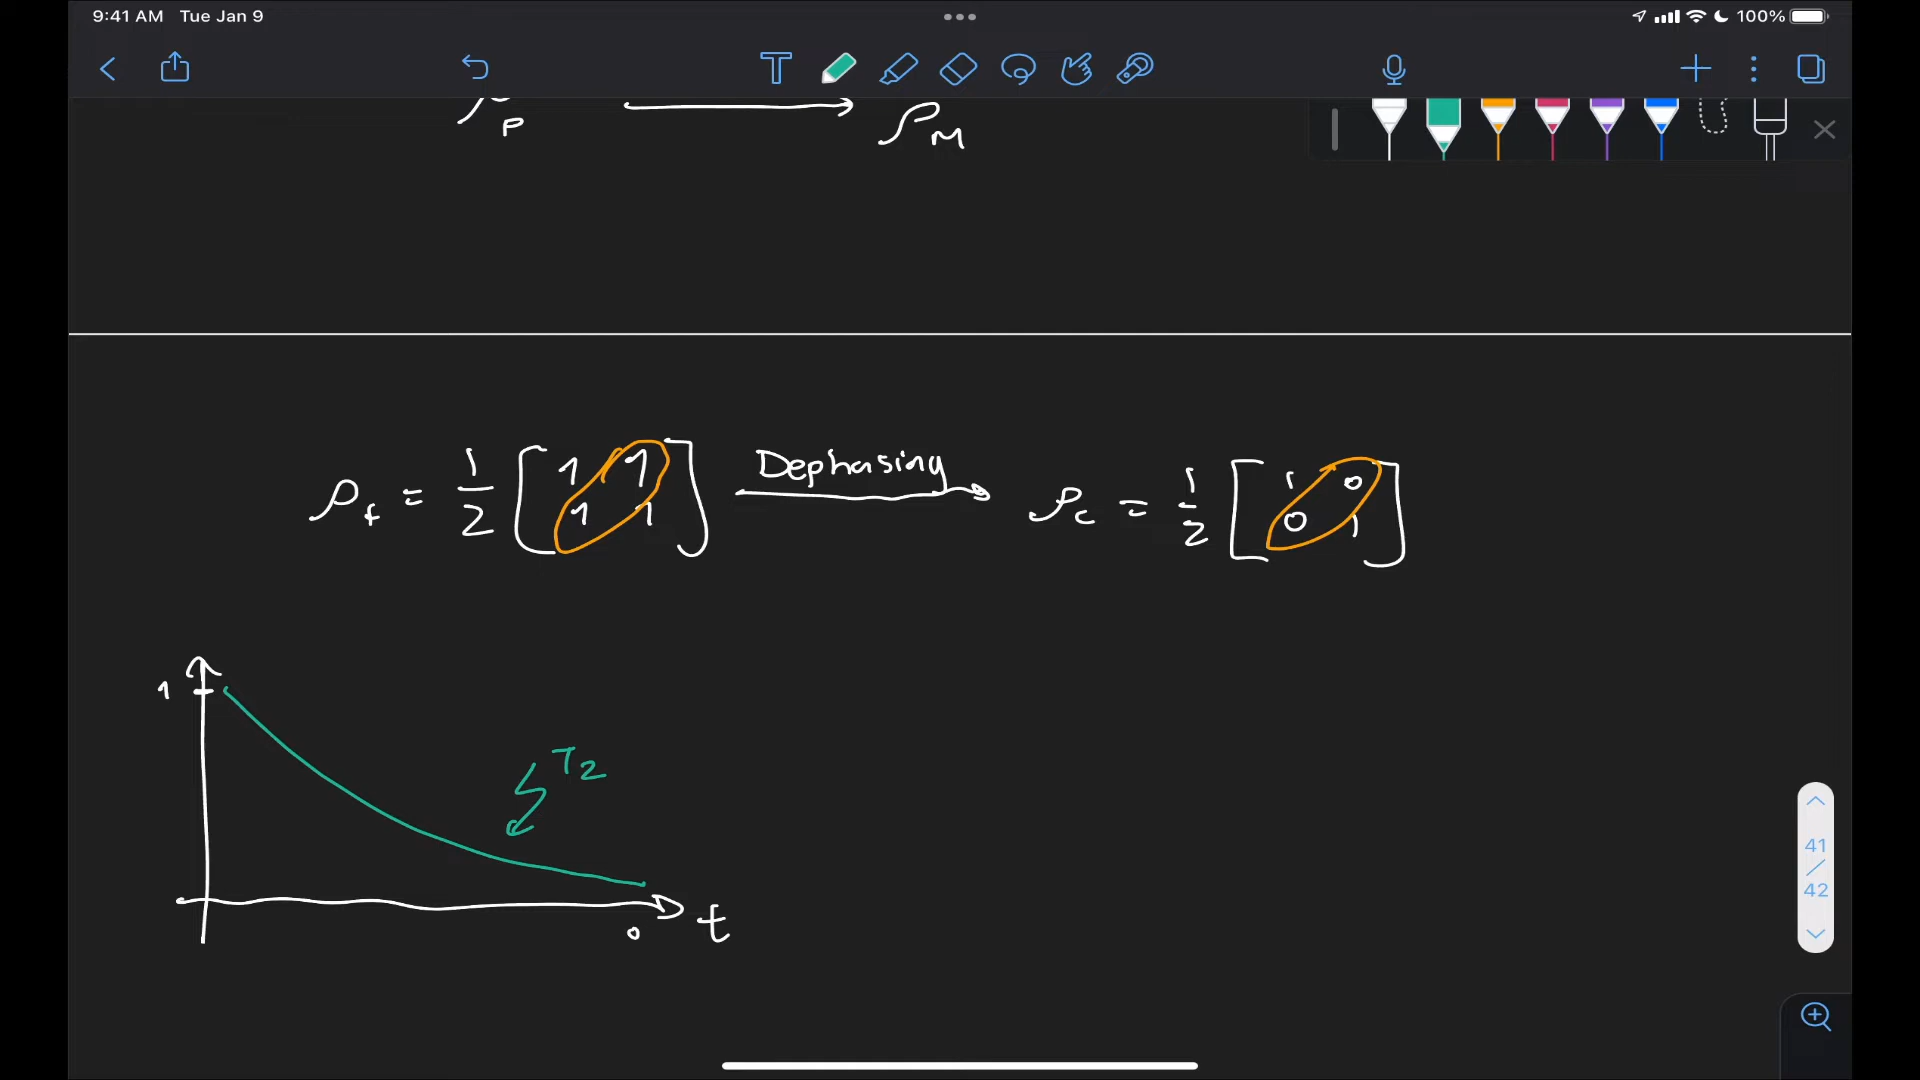 9:41 AM Tue Jan 9
100%
T
ρ_P → ρ_M
ρ_f = 1/2 [1 1; 1 1] Dephasing → ρ_c = 1/2 [1 0; 0 1]
1
T₂
0 t
41
/
42